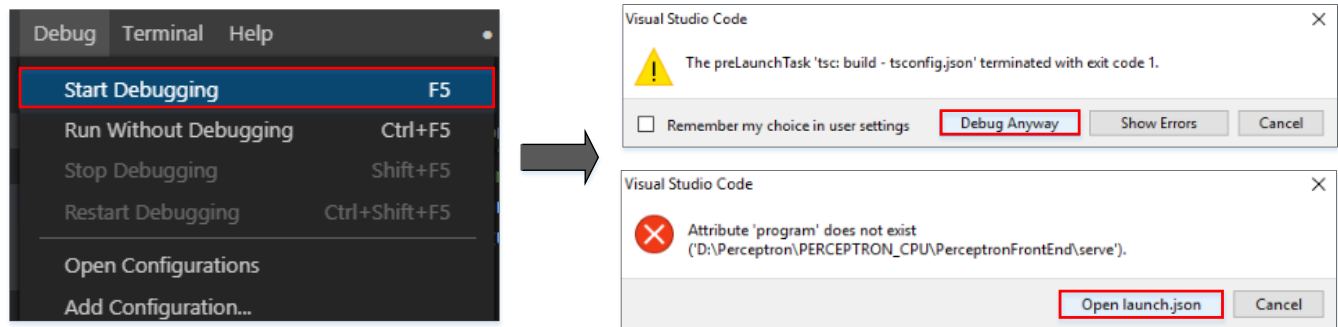 Debug Terminal Help
Start Debugging F5
Run Without Debugging Ctrl+F5
Stop Debugging Shift+F5
Restart Debugging Ctrl+Shift+F5
Open Configurations
Add Configuration...
Visual Studio Code
The preLaunchTask 'tsc: build - tsconfig.json' terminated with exit code 1.
Remember my choice in user settings Debug Anyway Show Errors Cancel
Visual Studio Code
Attribute 'program' does not exist
('D:\Perceptron\PERCEPTRON_CPU\PerceptronFrontEnd\serve').
Open launch.json Cancel